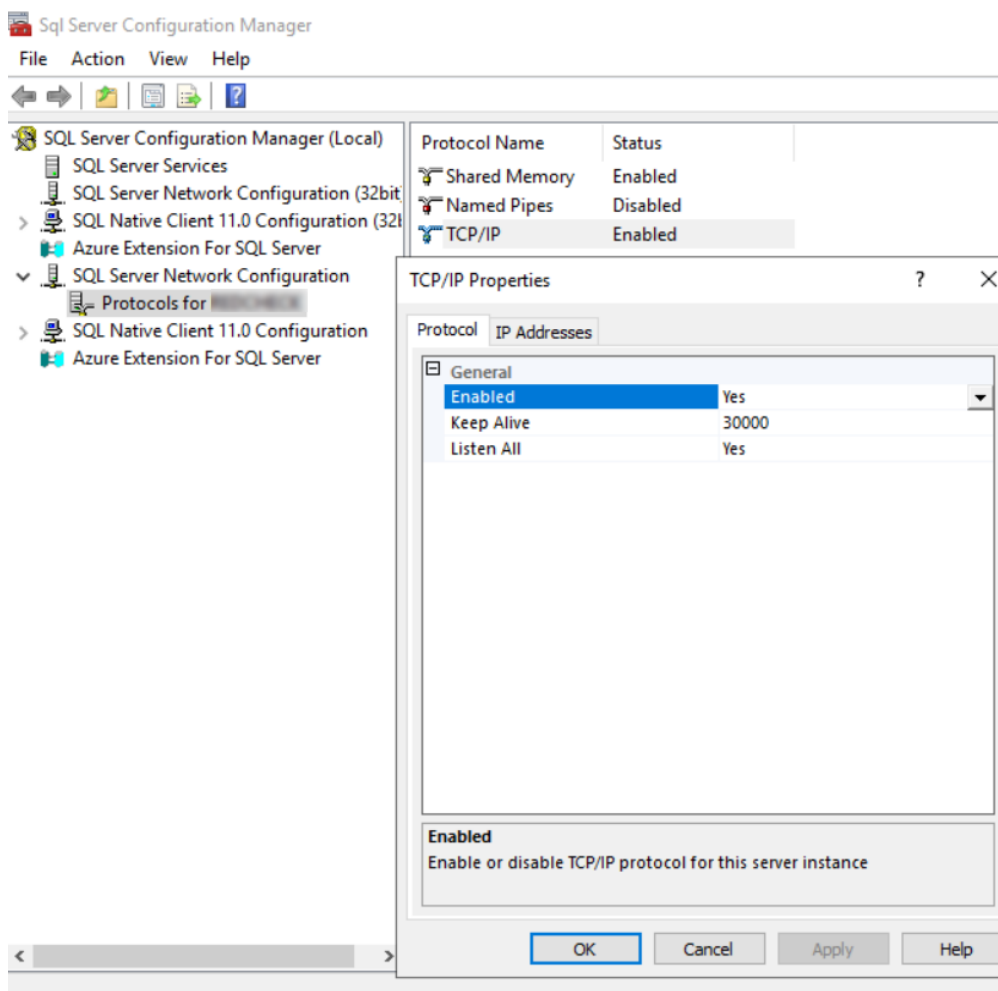 Sql Server Configuration Manager
File Action View Help
SQL Server Configuration Manager (Local)
SQL Server Services
SQL Server Network Configuration (32bit
SQL Native Client 11.0 Configuration (32
Azure Extension For SQL Server
SQL Server Network Configuration
Protocols for
SQL Native Client 11.0 Configuration
Azure Extension For SQL Server
Protocol Name Status
Shared Memory Enabled
Named Pipes Disabled
TCP/IP Enabled
TCP/IP Properties
Protocol IP Addresses
General
Enabled Yes
Keep Alive 30000
Listen All Yes
Enabled
Enable or disable TCP/IP protocol for this server instance
OK Cancel Apply Help